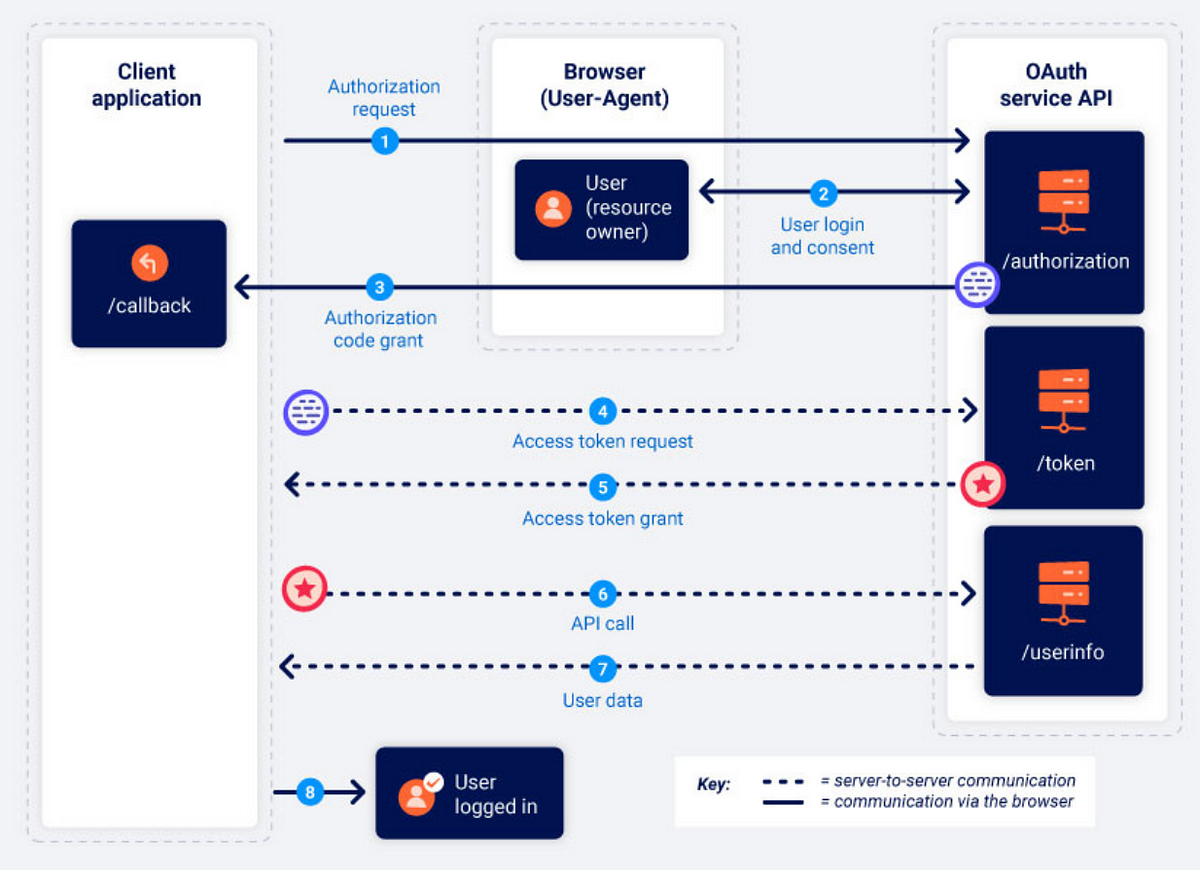 Client
application
Browser
(User-Agent)
OAuth
service API
Authorization
request
1
User
(resource
owner)
2
User login
and consent
/authorization
/callback
3
Authorization
code grant
4
Access token request
/token
5
Access token grant
6
API call
/userinfo
7
User data
8
User
logged in
Key:
= server-to-server communication
= communication via the browser